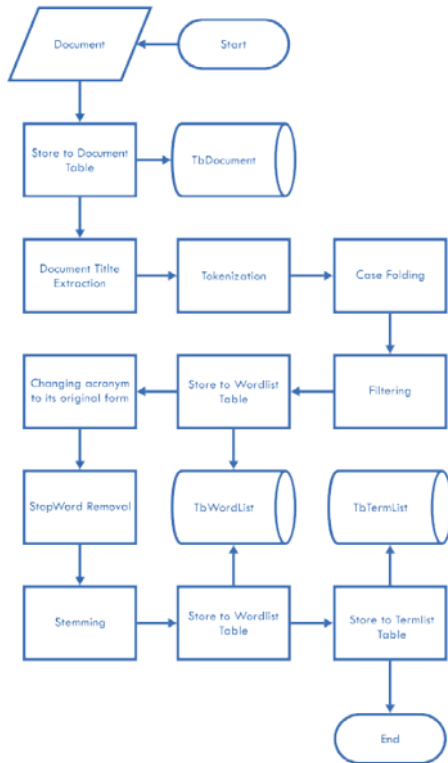 Document
Start
Store to Document
Table
TbDocument
Document Titlte
Extraction
Tokenization
Case Folding
Changing acronym
to its original form
Store to Wordlist
Table
Filtering
StopWord Removal
TbWordList
TbTermList
Stemming
Store to Wordlist
Table
Store to Termlist
Table
End